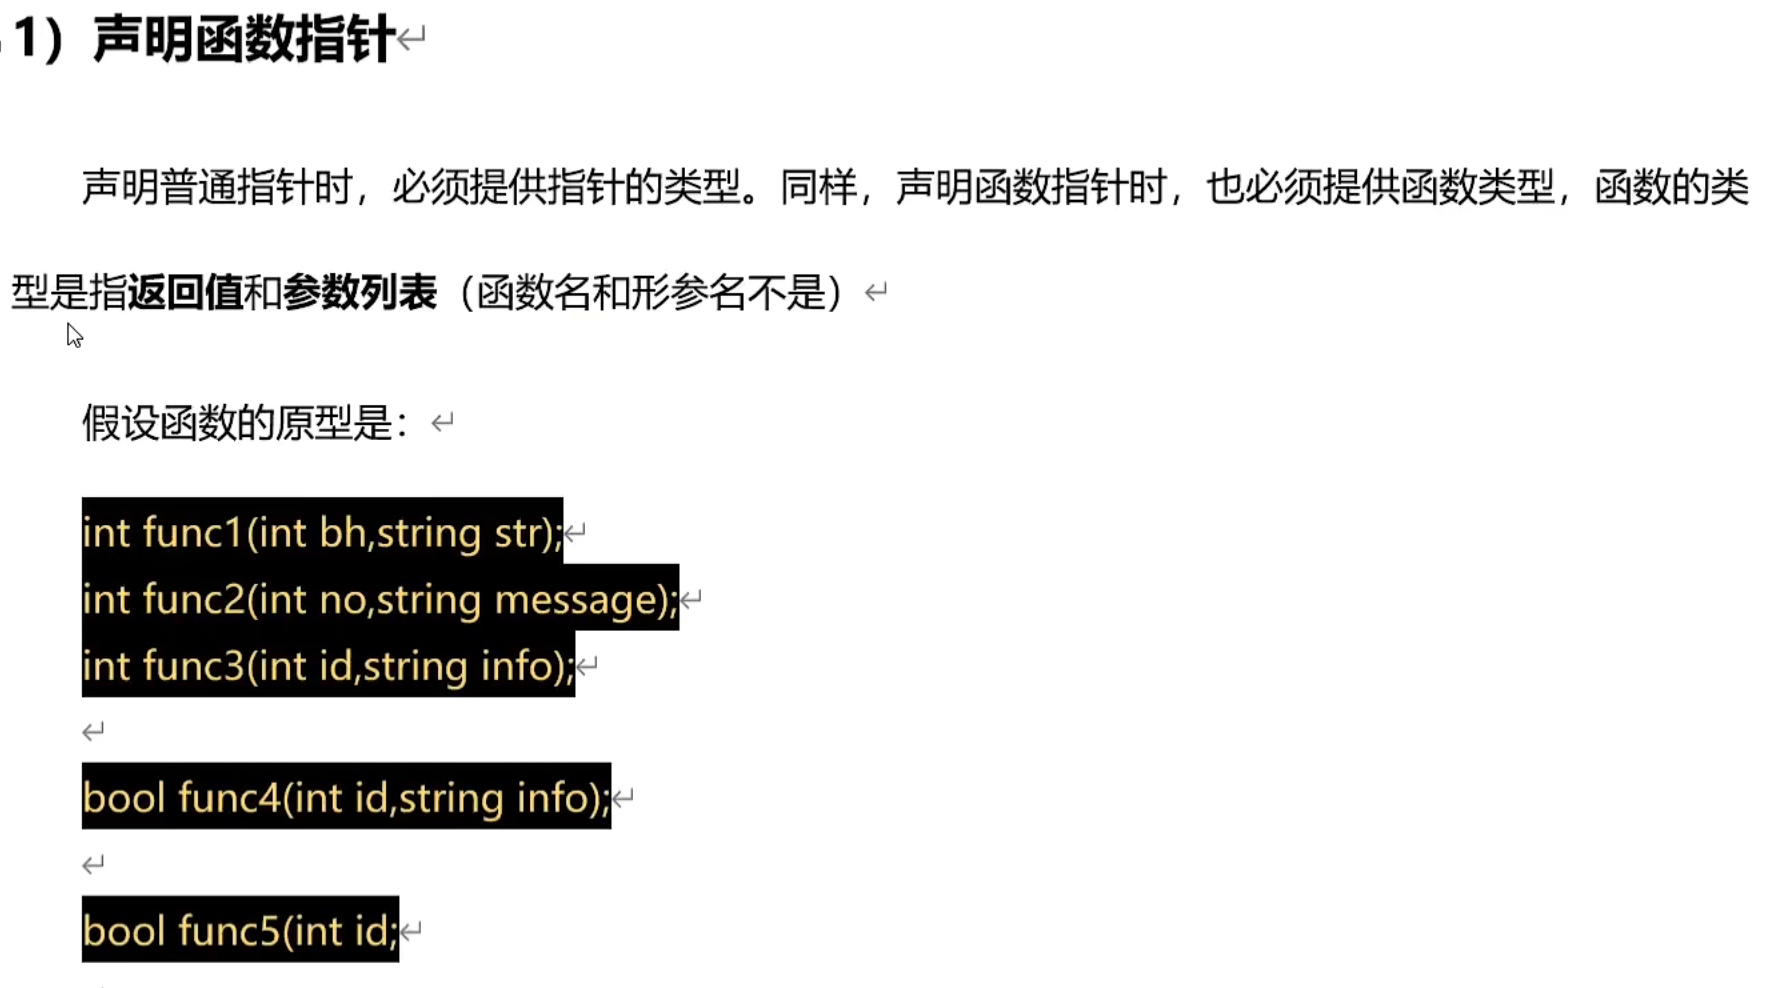 1）声明函数指针
声明普通指针时，必须提供指针的类型。同样，声明函数指针时，也必须提供函数类型，函数的类
型是指返回值和参数列表（函数名和形参名不是）
假设函数的原型是：
int func1(int bh,string str);
int func2(int no,string message);
int func3(int id,string info);
bool func4(int id,string info);
bool func5(int id;